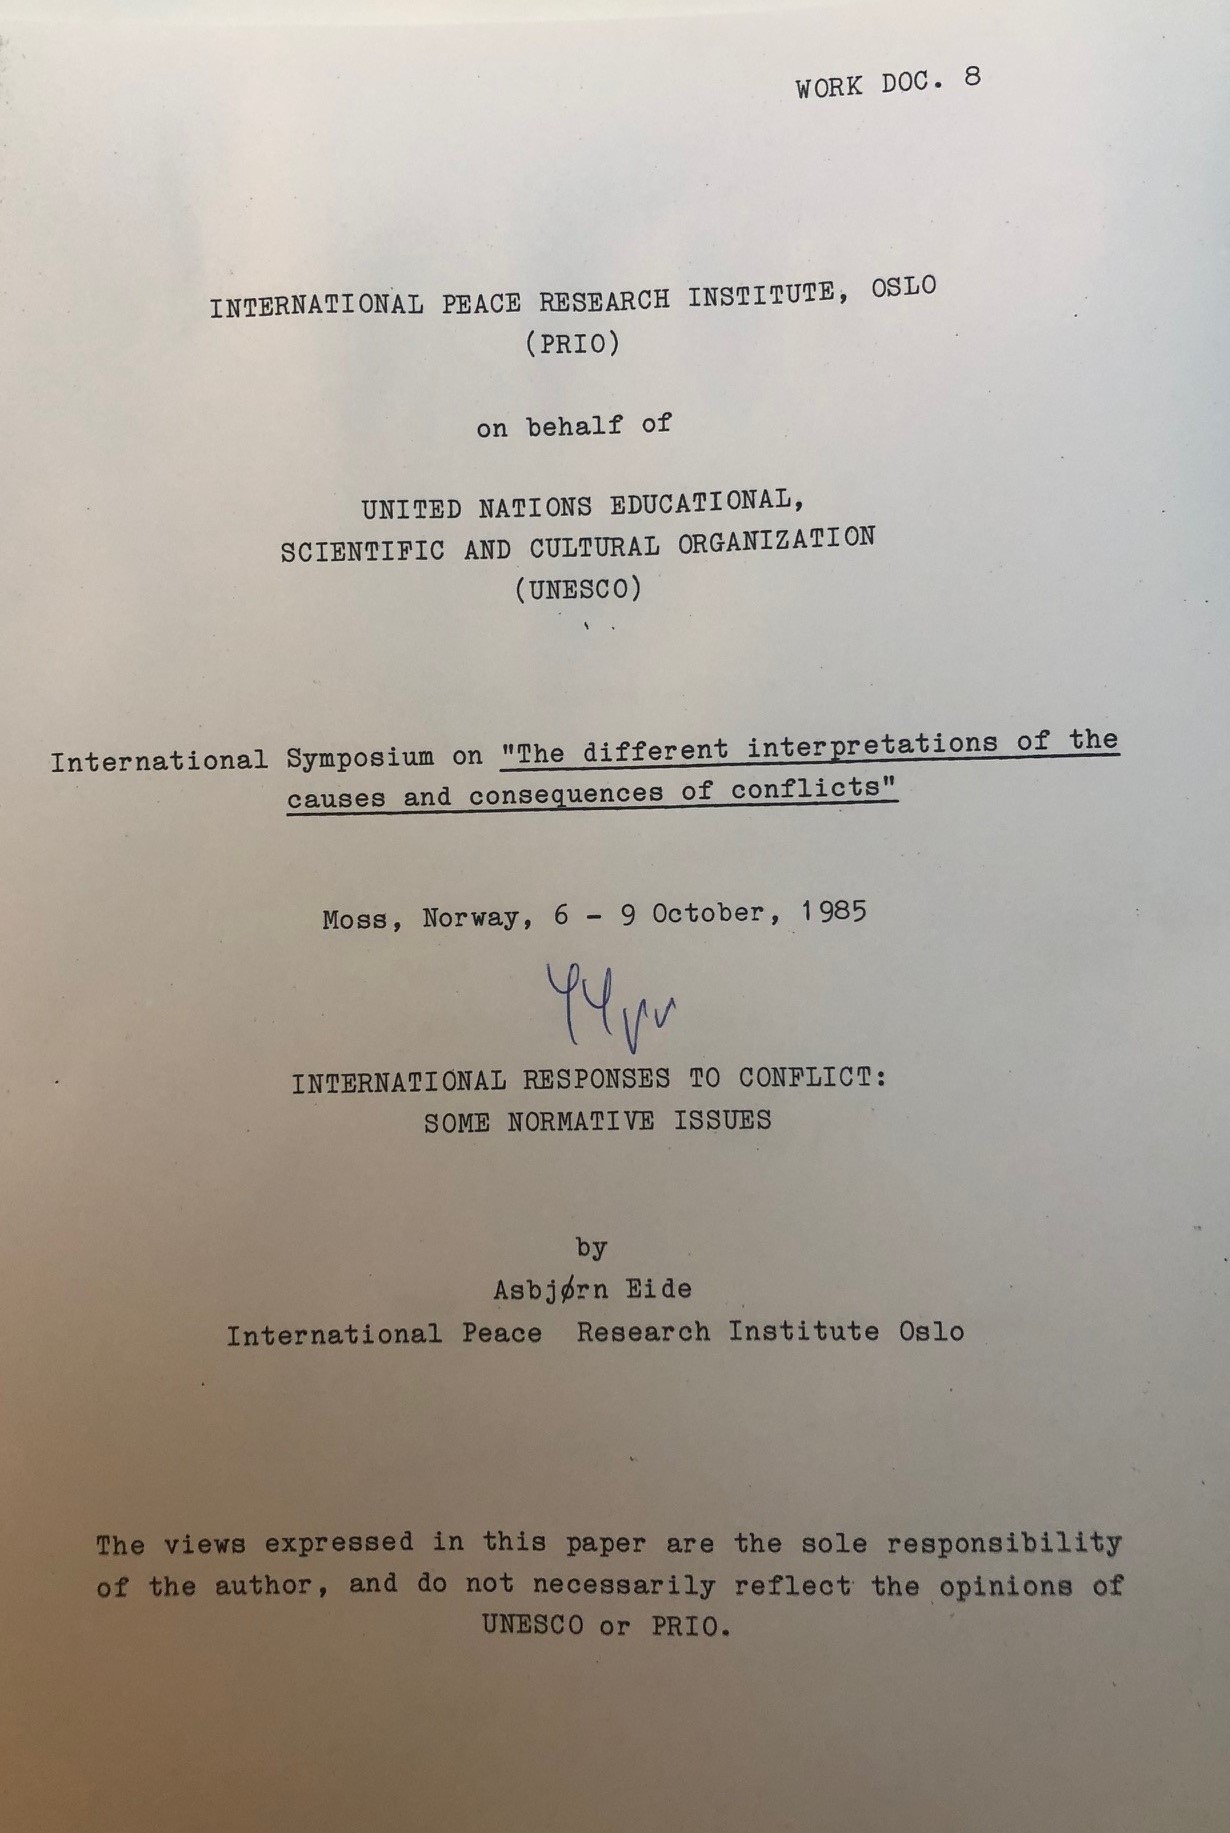 WORK DOC. 8
INTERNATIONAL PEACE RESEARCH INSTITUTE, OSLO
(PRIO)
on behalf of
UNITED NATIONS EDUCATIONAL,
SCIENTIFIC AND CULTURAL ORGANIZATION
(UNESCO)
International Symposium on "The different interpretations of the
causes and consequences of conflicts"
Moss, Norway, 6 - 9 October, 1985
INTERNATIONAL RESPONSES TO CONFLICT:
SOME NORMATIVE ISSUES
by
Asbjørn Eide
International Peace Research Institute Oslo
The views expressed in this paper are the sole responsibility
of the author, and do not necessarily reflect the opinions of
UNESCO or PRIO.